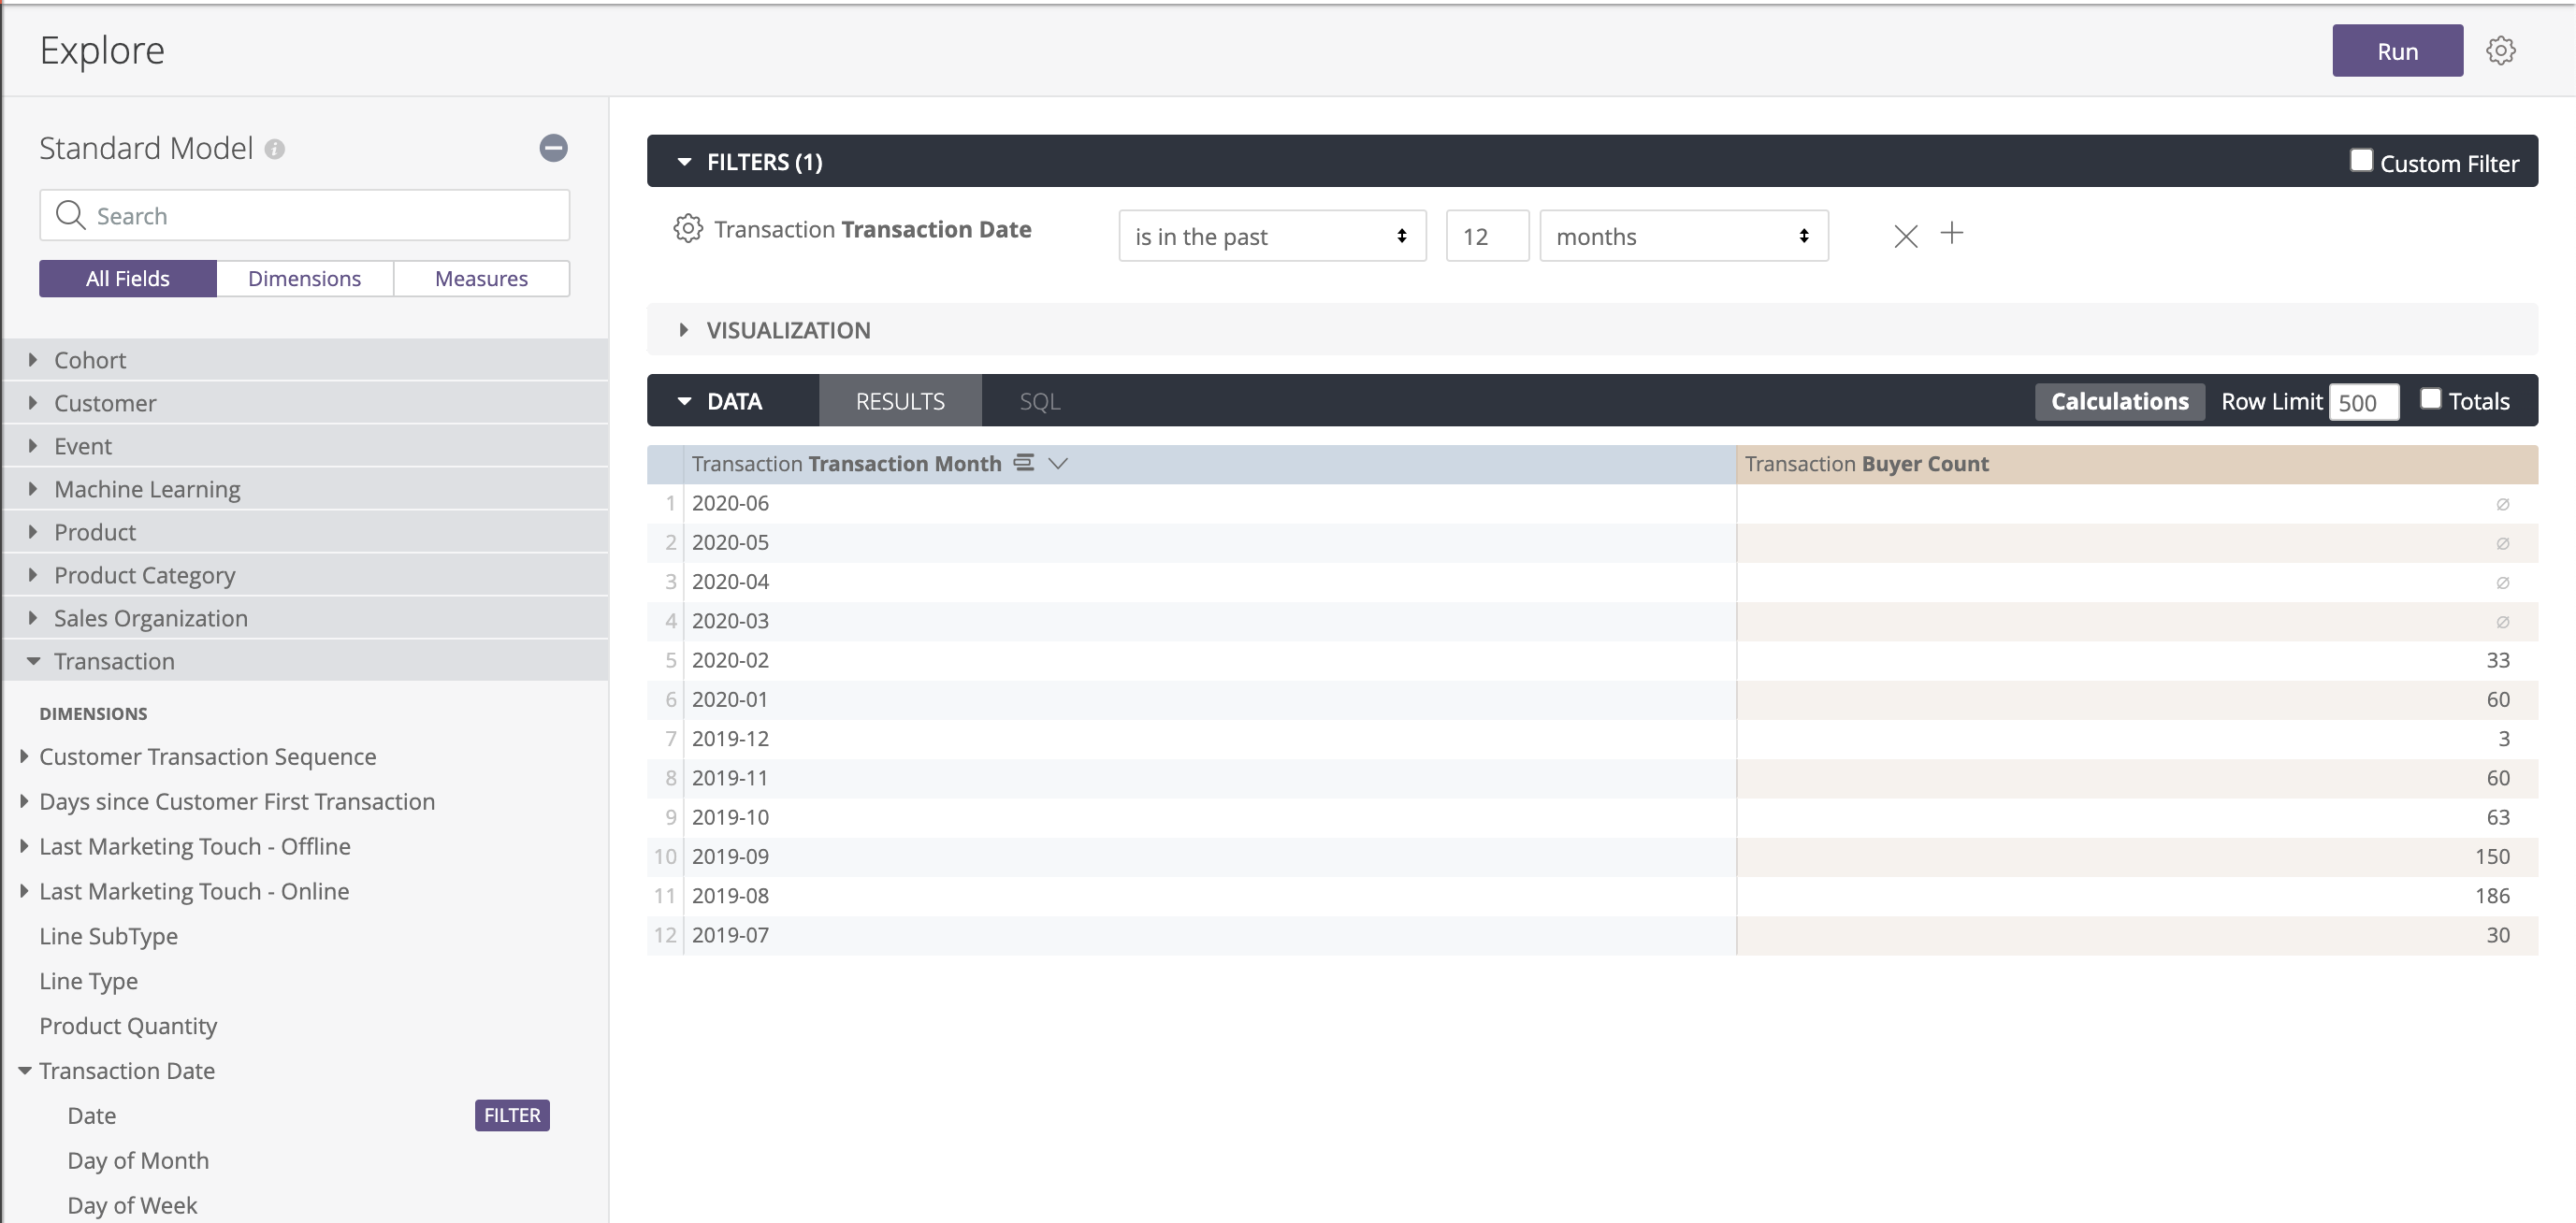 Explore
Run
Standard Model
Search
All Fields Dimensions Measures
Cohort
Customer
Event
Machine Learning
Product
Product Category
Sales Organization
Transaction
DIMENSIONS
Customer Transaction Sequence
Days since Customer First Transaction
Last Marketing Touch - Offline
Last Marketing Touch - Online
Line SubType
Line Type
Product Quantity
Transaction Date
Date FILTER
Day of Month
Day of Week
FILTERS (1) Custom Filter
Transaction Transaction Date is in the past 12 months
VISUALIZATION
DATA RESULTS SQL Calculations Row Limit 500 Totals
Transaction Transaction Month Transaction Buyer Count
1 2020-06 ∅
2 2020-05 ∅
3 2020-04 ∅
4 2020-03 ∅
5 2020-02 33
6 2020-01 60
7 2019-12 3
8 2019-11 60
9 2019-10 63
10 2019-09 150
11 2019-08 186
12 2019-07 30